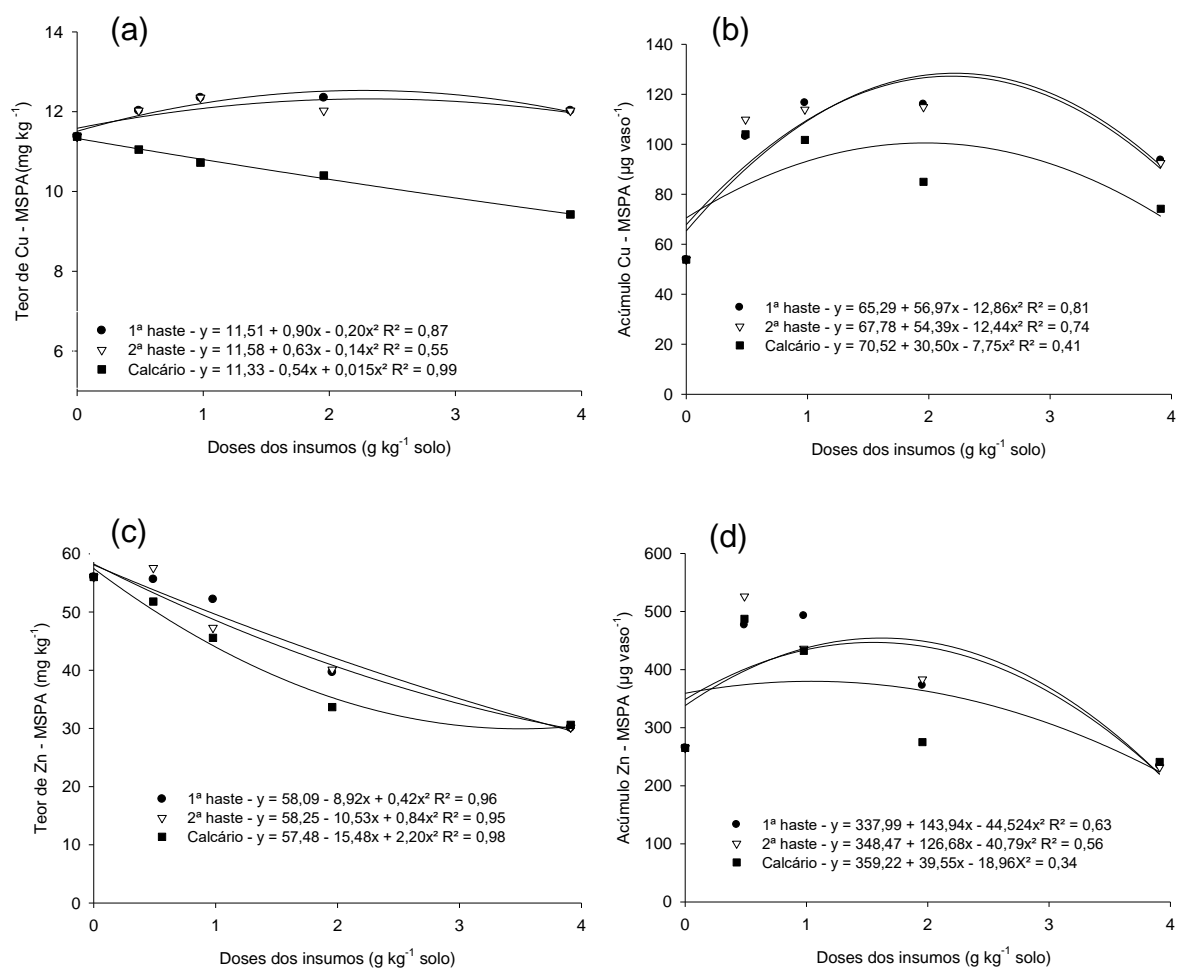 (a)
Teor de Cu - MSPA(mg kg⁻¹)
14
12
10
8
6
1ª haste - y = 11,51 + 0,90x - 0,20x² R² = 0,87
2ª haste - y = 11,58 + 0,63x - 0,14x² R² = 0,55
Calcário - y = 11,33 - 0,54x + 0,015x² R² = 0,99
0 1 2 3 4
Doses dos insumos (g kg⁻¹ solo)
(b)
Acúmulo Cu - MSPA (µg vaso⁻¹)
140
120
100
80
60
40
20
0
1ª haste - y = 65,29 + 56,97x - 12,86x² R² = 0,81
2ª haste - y = 67,78 + 54,39x - 12,44x² R² = 0,74
Calcário - y = 70,52 + 30,50x - 7,75x² R² = 0,41
0 1 2 3 4
Doses dos insumos (g kg⁻¹ solo)
(c)
Teor de Zn - MSPA (mg kg⁻¹)
60
50
40
30
20
10
0
1ª haste - y = 58,09 - 8,92x + 0,42x² R² = 0,96
2ª haste - y = 58,25 - 10,53x + 0,84x² R² = 0,95
Calcário - y = 57,48 - 15,48x + 2,20x² R² = 0,98
0 1 2 3 4
Doses dos insumos (g kg⁻¹ solo)
(d)
Acúmulo Zn - MSPA (µg vaso⁻¹)
600
500
400
300
200
100
0
1ª haste - y = 337,99 + 143,94x - 44,524x² R² = 0,63
2ª haste - y = 348,47 + 126,68x - 40,79x² R² = 0,56
Calcário - y = 359,22 + 39,55x - 18,96X² = 0,34
0 1 2 3 4
Doses dos insumos (g kg⁻¹ solo)